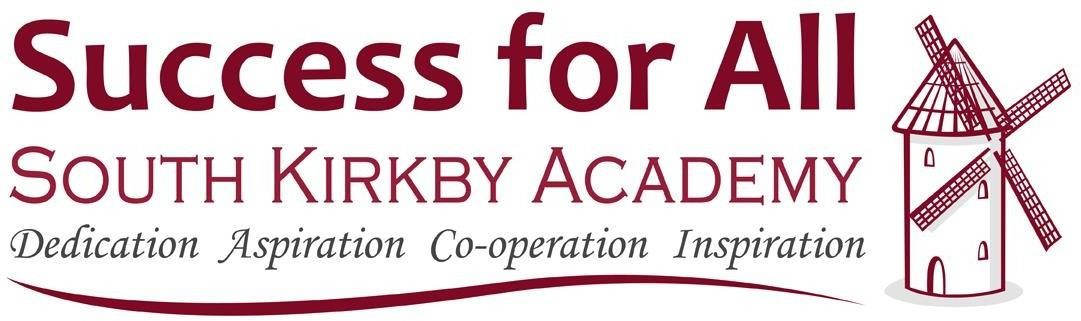 Success for All
SOUTH KIRKBY ACADEMY
Dedication Aspiration Co-operation Inspiration